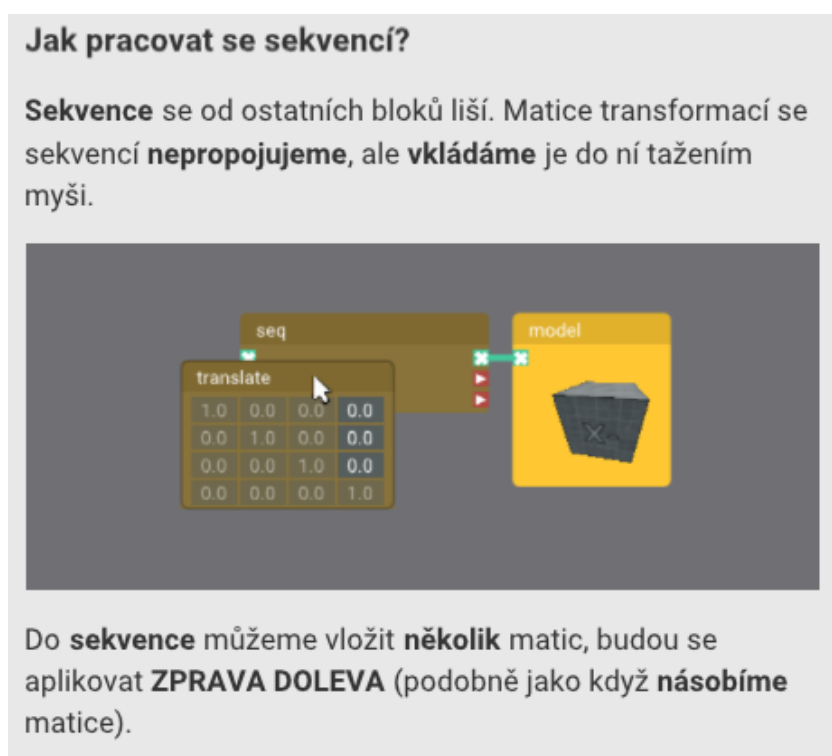 Jak pracovat se sekvencí?
Sekvence se od ostatních bloků liší. Matice transformací se
sekvencí nepropojujeme, ale vkládáme je do ní tažením
myši.
seq
model
translate
1.0 0.0 0.0 0.0
0.0 1.0 0.0 0.0
0.0 0.0 1.0 0.0
0.0 0.0 0.0 1.0
Do sekvence můžeme vložit několik matic, budou se
aplikovat ZPRAVA DOLEVA (podobně jako když násobíme
matice).